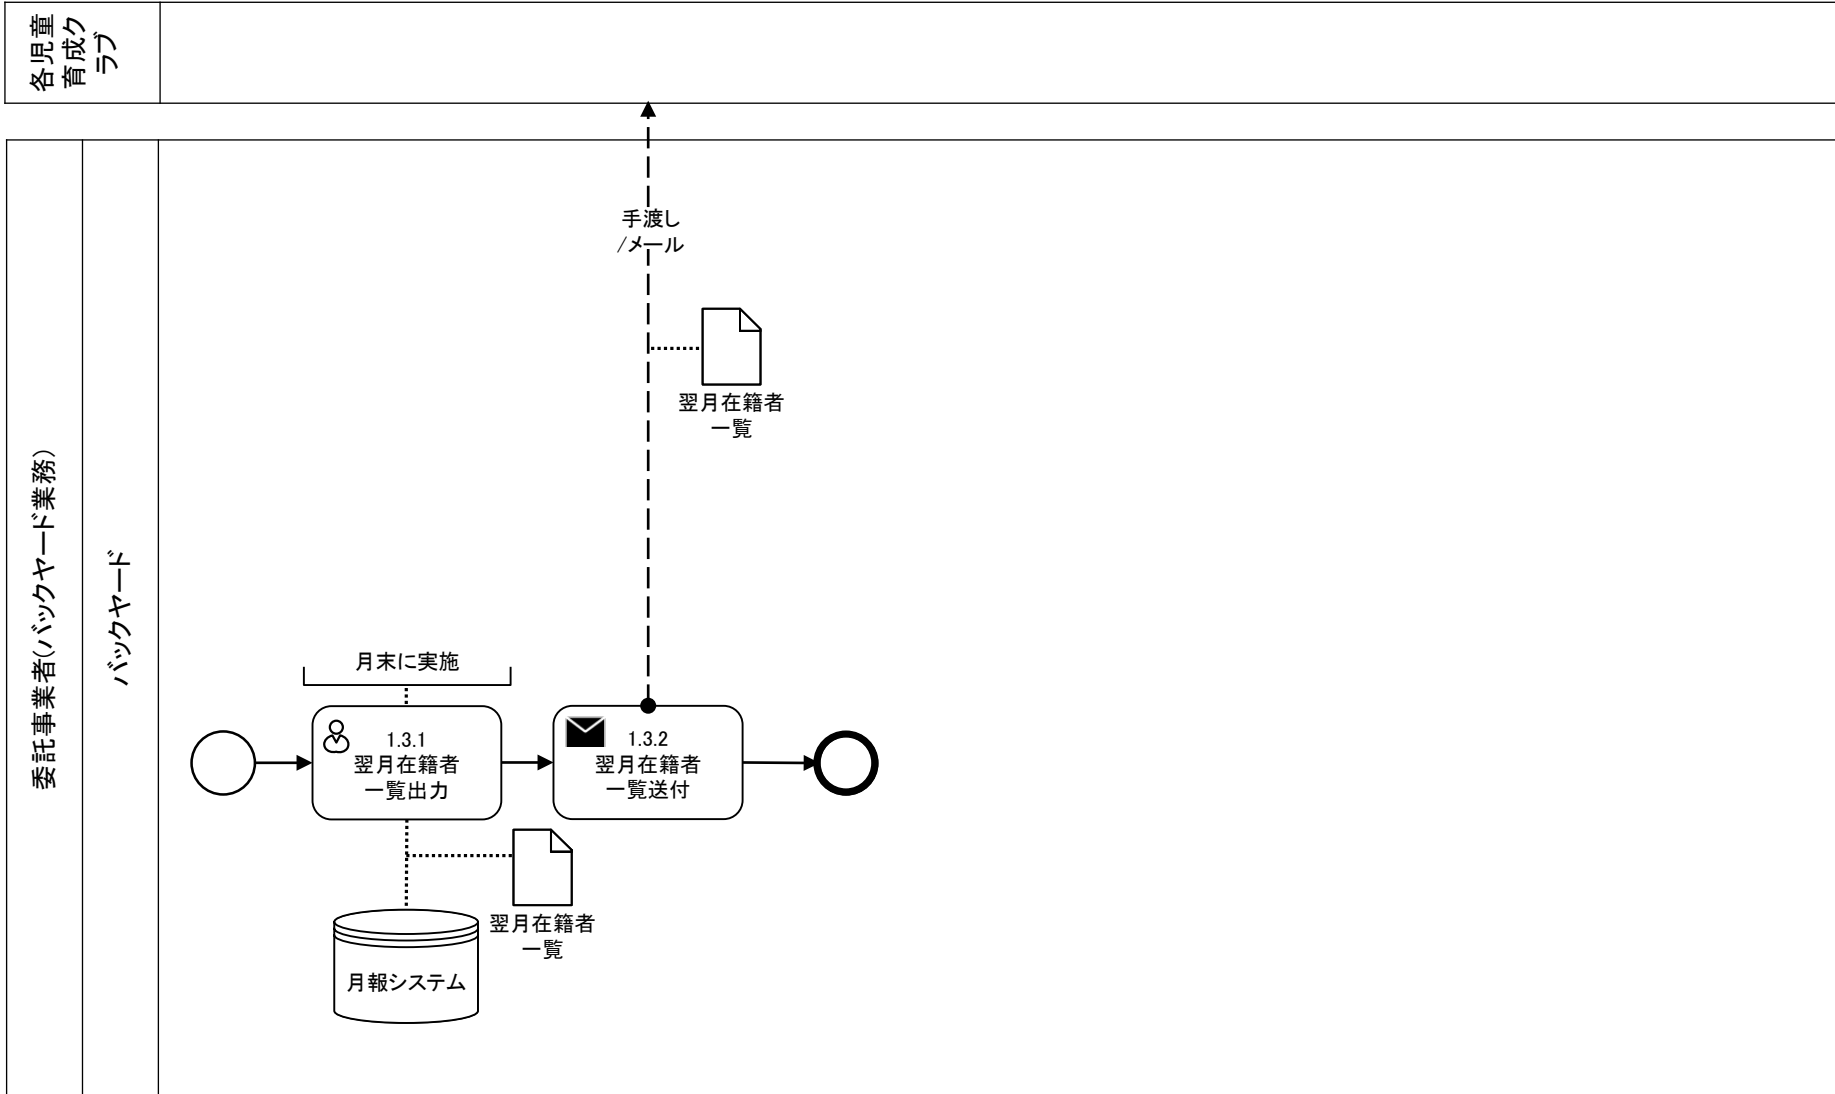 各児童
育成ク
ラブ
委託事業者(バックヤード業務)
バックヤード
手渡し
/メール
翌月在籍者
一覧
月末に実施
1.3.1
翌月在籍者
一覧出力
1.3.2
翌月在籍者
一覧送付
翌月在籍者
一覧
月報システム